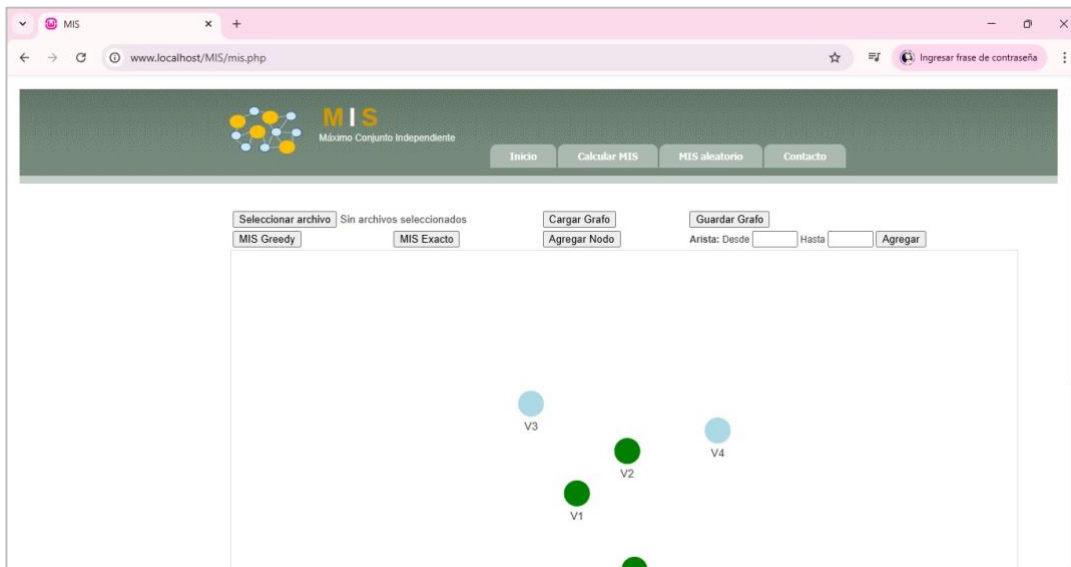 MIS
www.localhost/MIS/mis.php
Ingresar frase de contraseña
MIS
Máximo Conjunto Independiente
Inicio Calcular MIS MIS aleatorio Contacto
Seleccionar archivo Sin archivos seleccionados Cargar Grafo Guardar Grafo
MIS Greedy MIS Exacto Agregar Nodo Arista: Desde Hasta Agregar
V3
V4
V2
V1